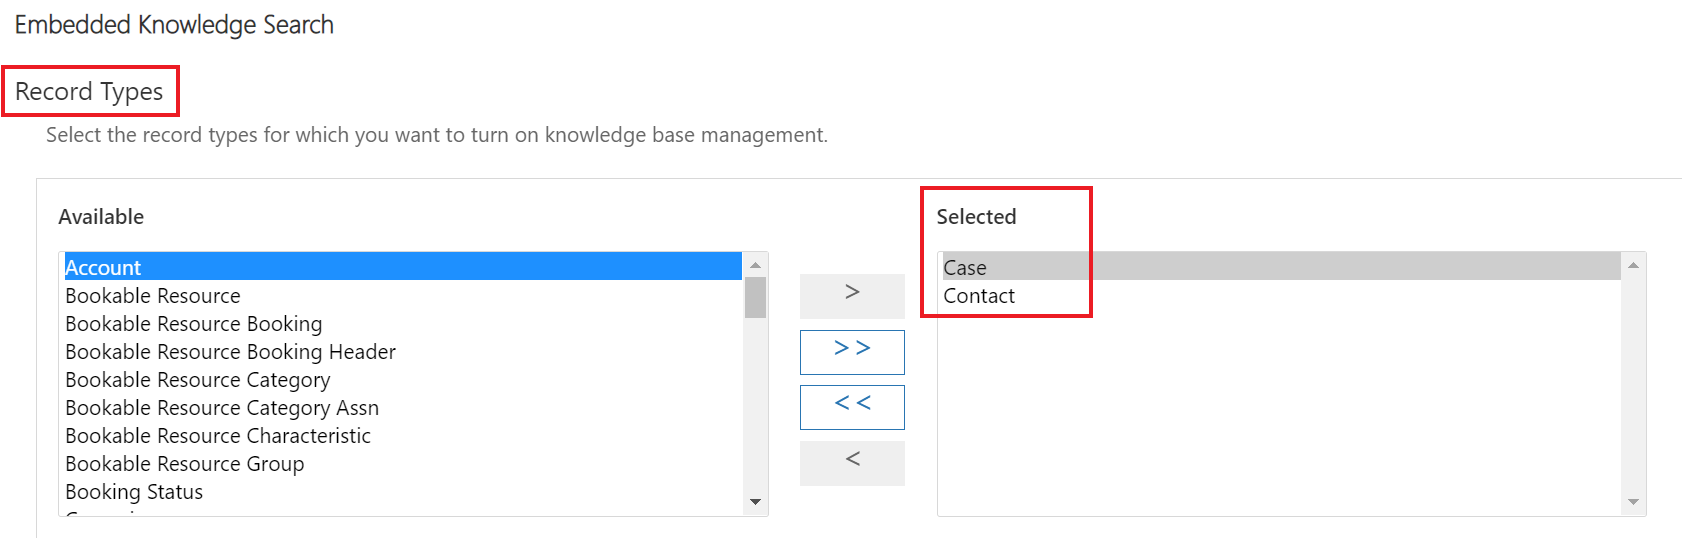 Embedded Knowledge Search
Record Types
Select the record types for which you want to turn on knowledge base management.
Available
Account
Bookable Resource
Bookable Resource Booking
Bookable Resource Booking Header
Bookable Resource Category
Bookable Resource Category Assn
Bookable Resource Characteristic
Bookable Resource Group
Booking Status
>
>>
<<
<
Selected
Case
Contact